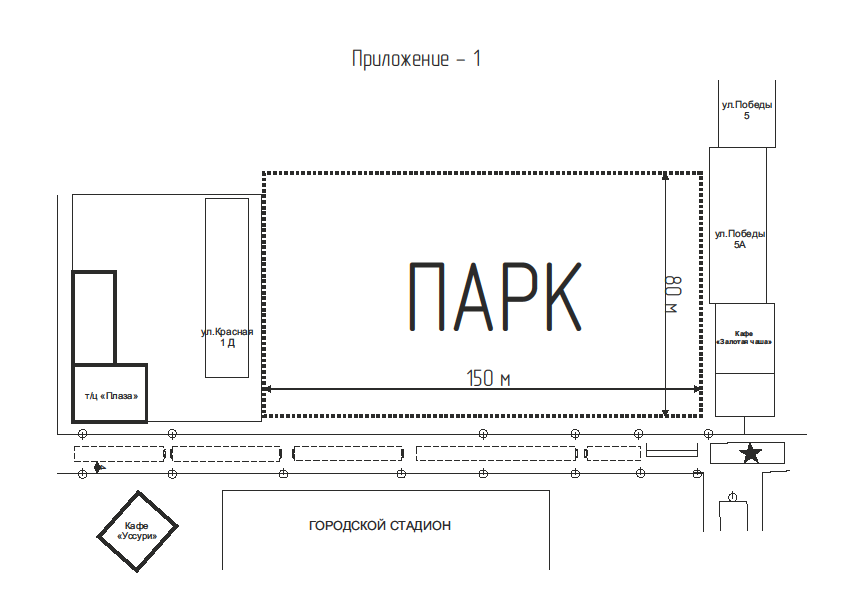 Приложение – 1
ул.Победы
5
ул.Победы
5А
ПАРК
80 м
ул.Красная
1 Д
Кафе
«Залотая чаша»
150 м
т/ц «Плаза»
Кафе
«Уссури»
ГОРОДСКОЙ СТАДИОН